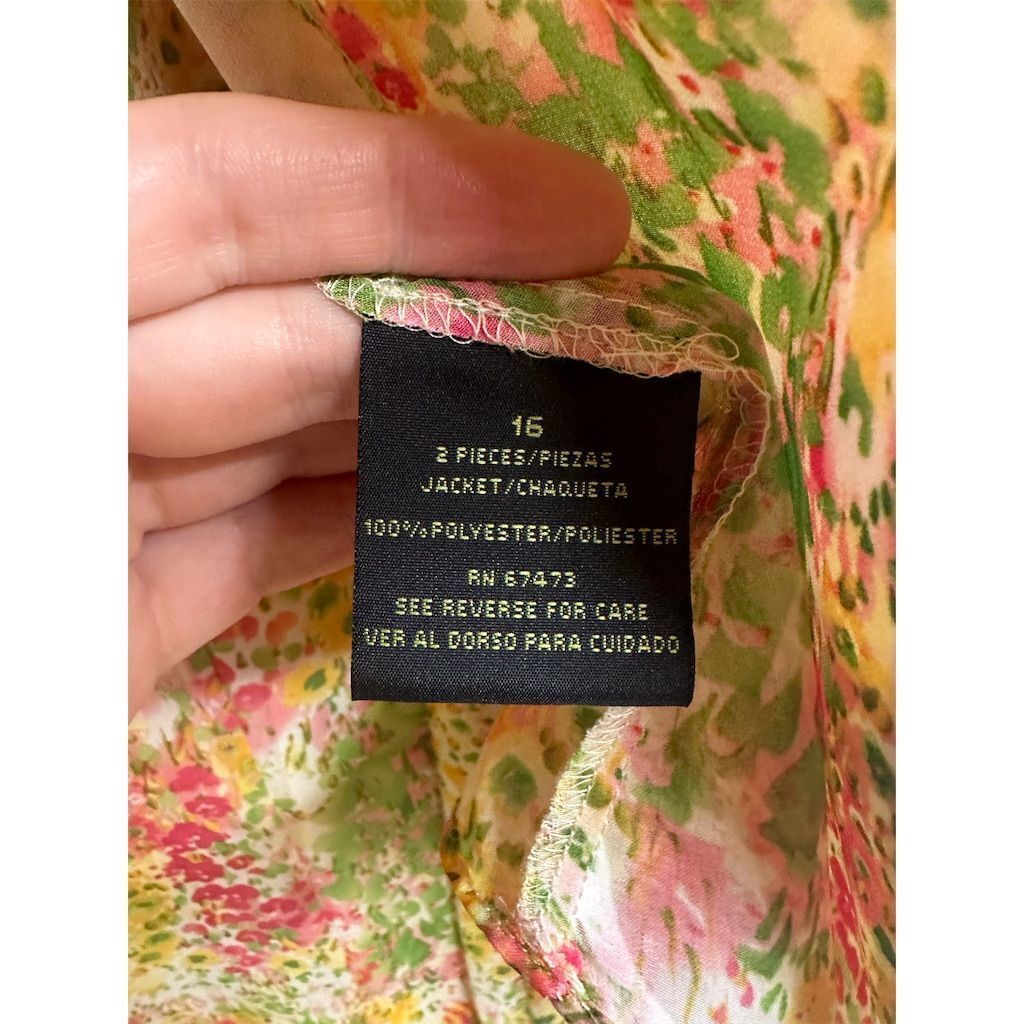 16
2 PIECES/PIEZAS
JACKET/CHAQUETA
100% POLYESTER/POLIESTER
RN 67473
SEE REVERSE FOR CARE
VER AL DORSO PARA CUIDADO